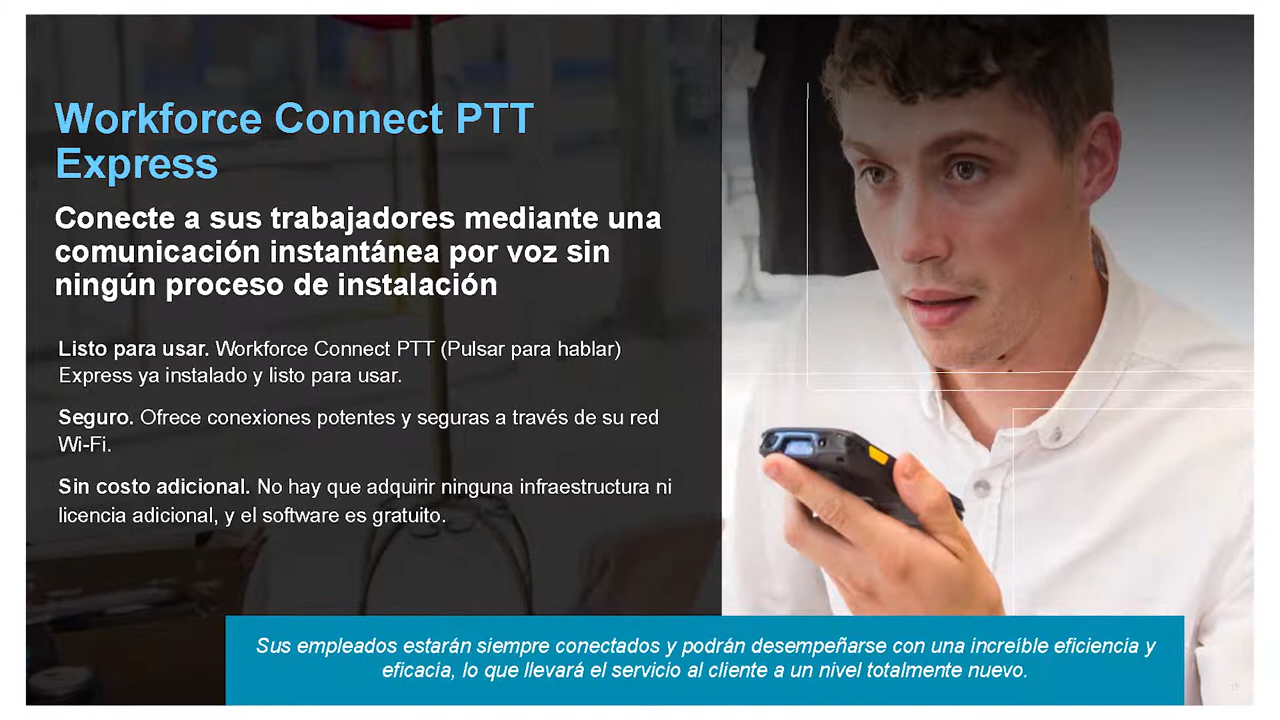 Workforce Connect PTT
Express
Conecte a sus trabajadores mediante una
comunicación instantánea por voz sin
ningún proceso de instalación
Listo para usar. Workforce Connect PTT (Pulsar para hablar)
Express ya instalado y listo para usar.
Seguro. Ofrece conexiones potentes y seguras a través de su red
Wi-Fi.
Sin costo adicional. No hay que adquirir ninguna infraestructura ni
licencia adicional, y el software es gratuito.
Sus empleados estarán siempre conectados y podrán desempeñarse con una increíble eficiencia y
eficacia, lo que llevará el servicio al cliente a un nivel totalmente nuevo.